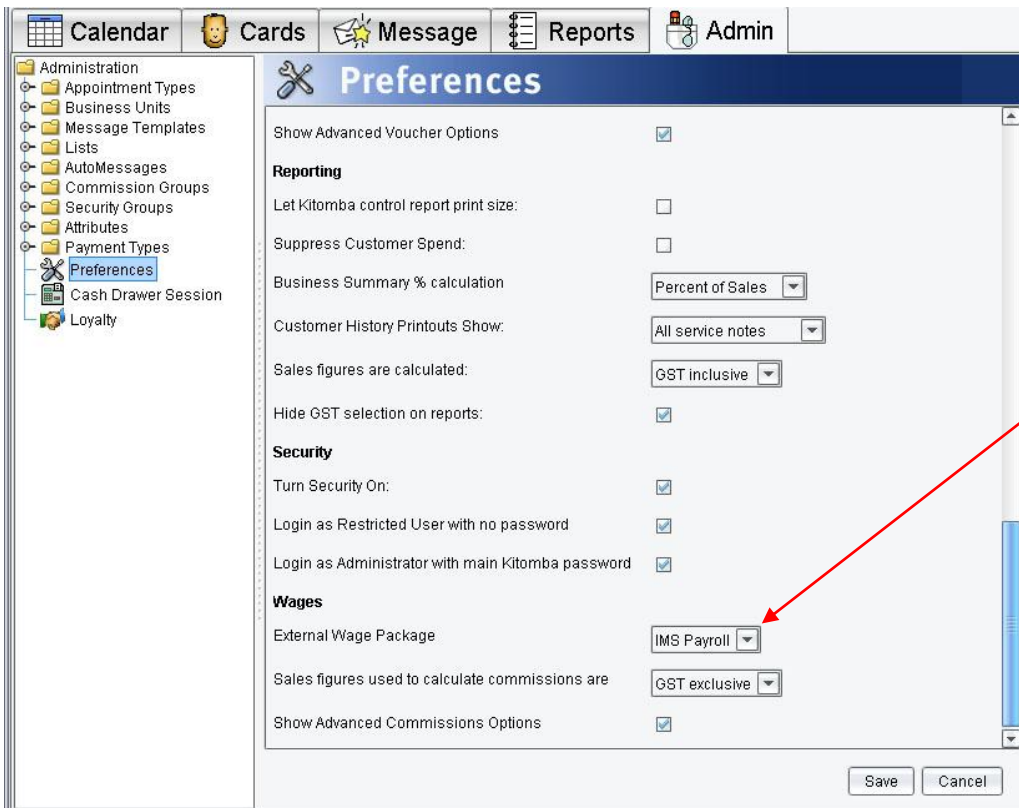 Calendar Cards Message Reports Admin
Administration
Appointment Types
Business Units
Message Templates
Lists
AutoMessages
Commission Groups
Security Groups
Attributes
Payment Types
Preferences
Cash Drawer Session
Loyalty
Preferences
Show Advanced Voucher Options
Reporting
Let Kitomba control report print size:
Suppress Customer Spend:
Business Summary % calculation Percent of Sales
Customer History Printouts Show: All service notes
Sales figures are calculated: GST inclusive
Hide GST selection on reports:
Security
Turn Security On:
Login as Restricted User with no password
Login as Administrator with main Kitomba password
Wages
External Wage Package IMS Payroll
Sales figures used to calculate commissions are GST exclusive
Show Advanced Commissions Options
Save Cancel